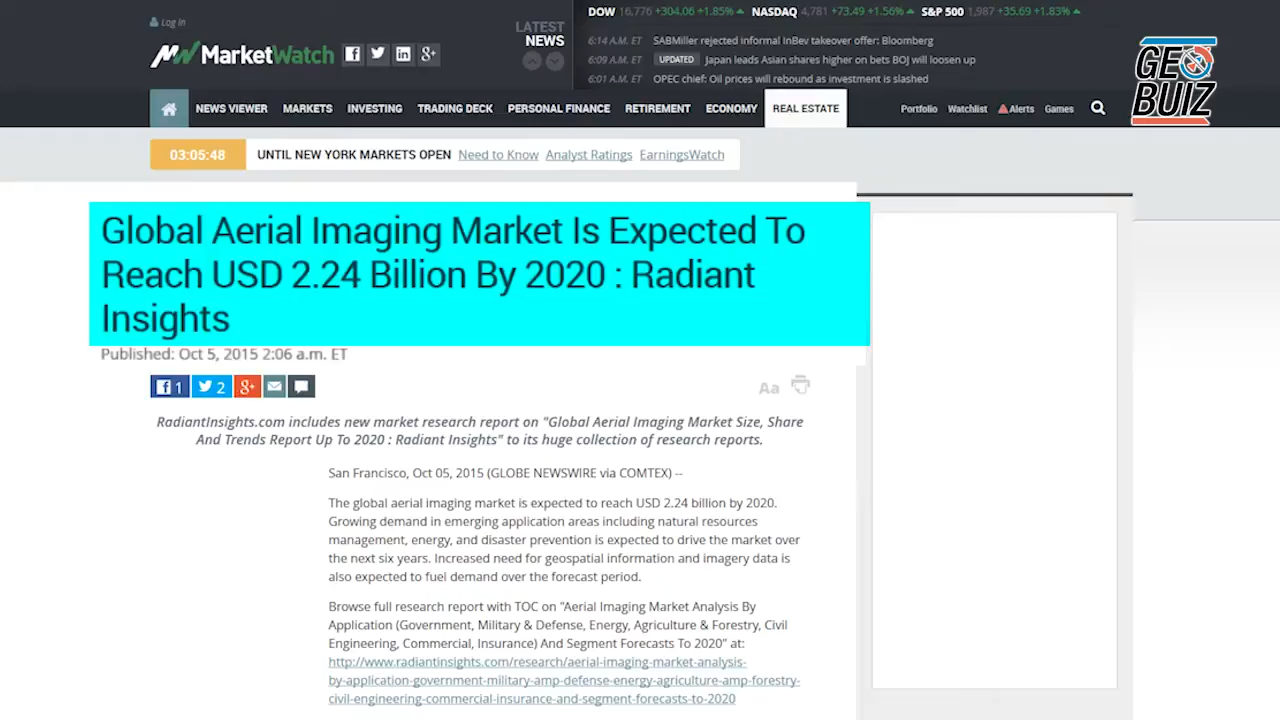 Log In
MarketWatch
LATEST
NEWS
DOW 16,776 +304.06 +1.85% NASDAQ 4,781 +73.49 +1.56% S&P 500 1,987 +35.69 +1.83%
6:14 A.M. ET SABMiller rejected informal InBev takeover offer: Bloomberg
6:09 A.M. ET UPDATED Japan leads Asian shares higher on bets BOJ will loosen up
6:01 A.M. ET OPEC chief: Oil prices will rebound as investment is slashed
GEO
BUIZ
NEWS VIEWER MARKETS INVESTING TRADING DECK PERSONAL FINANCE RETIREMENT ECONOMY REAL ESTATE Portfolio Watchlist Alerts Games
03:05:48 UNTIL NEW YORK MARKETS OPEN Need to Know Analyst Ratings EarningsWatch
Global Aerial Imaging Market Is Expected To
Reach USD 2.24 Billion By 2020 : Radiant
Insights
Published: Oct 5, 2015 2:06 a.m. ET
1 2 g+ Aa
RadiantInsights.com includes new market research report on "Global Aerial Imaging Market Size, Share
And Trends Report Up To 2020 : Radiant Insights" to its huge collection of research reports.
San Francisco, Oct 05, 2015 (GLOBE NEWSWIRE via COMTEX) --
The global aerial imaging market is expected to reach USD 2.24 billion by 2020.
Growing demand in emerging application areas including natural resources
management, energy, and disaster prevention is expected to drive the market over
the next six years. Increased need for geospatial information and imagery data is
also expected to fuel demand over the forecast period.
Browse full research report with TOC on "Aerial Imaging Market Analysis By
Application (Government, Military & Defense, Energy, Agriculture & Forestry, Civil
Engineering, Commercial, Insurance) And Segment Forecasts To 2020" at:
http://www.radiantinsights.com/research/aerial-imaging-market-analysis-
by-application-government-military-amp-defense-energy-agriculture-amp-forestry-
civil-engineering-commercial-insurance-and-segment-forecasts-to-2020